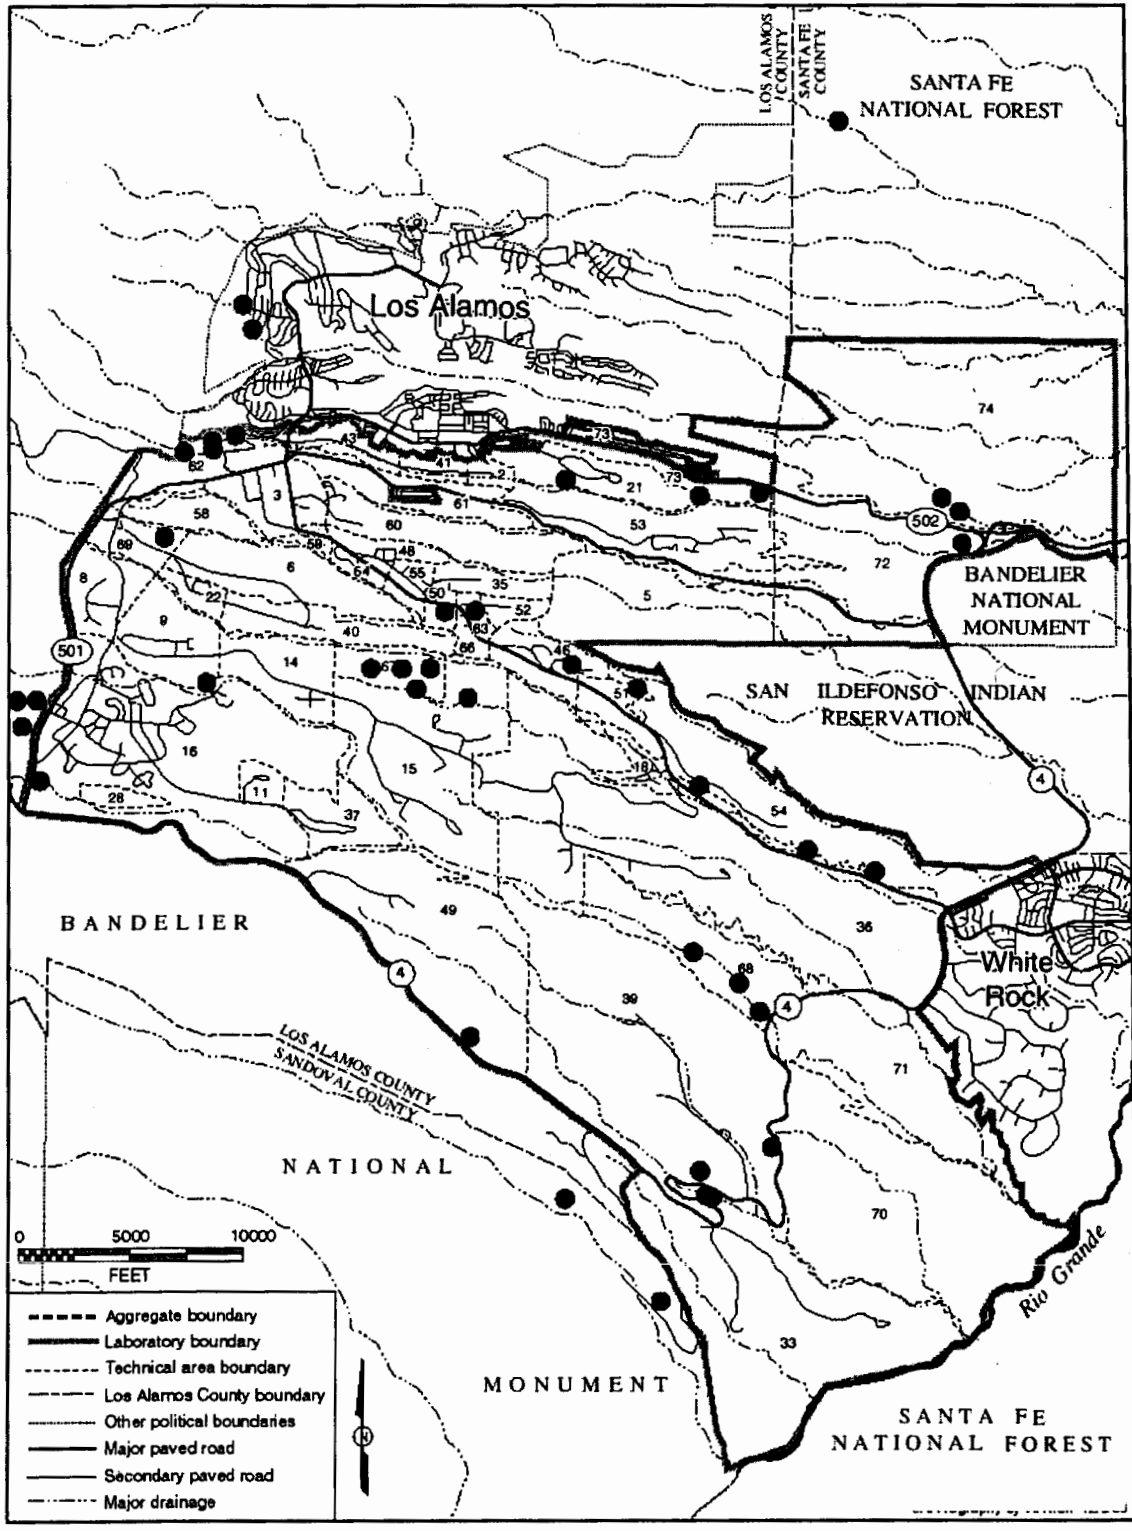 LOS ALAMOS
COUNTY
SANTA FE
COUNTY
SANTA FE
NATIONAL FOREST
Los Alamos
74
73
43
41
2
62
21
73
3
61
58
53
502
60
59
69
48
72
64
6
55
35
BANDELIER
NATIONAL
MONUMENT
8
50
5
22
52
9
63
40
66
501
46
14
67
51
SAN ILDEFONSO INDIAN
RESERVATION
16
15
18
4
28
11
37
54
49
36
BANDELIER
White
Rock
4
68
39
4
LOS ALAMOS COUNTY
SANDOVAL COUNTY
71
NATIONAL
70
0 5000 10000
FEET
Rio Grande
33
Aggregate boundary
Laboratory boundary
Technical area boundary
Los Alamos County boundary
Other political boundaries
Major paved road
Secondary paved road
Major drainage
N
MONUMENT
SANTA FE
NATIONAL FOREST